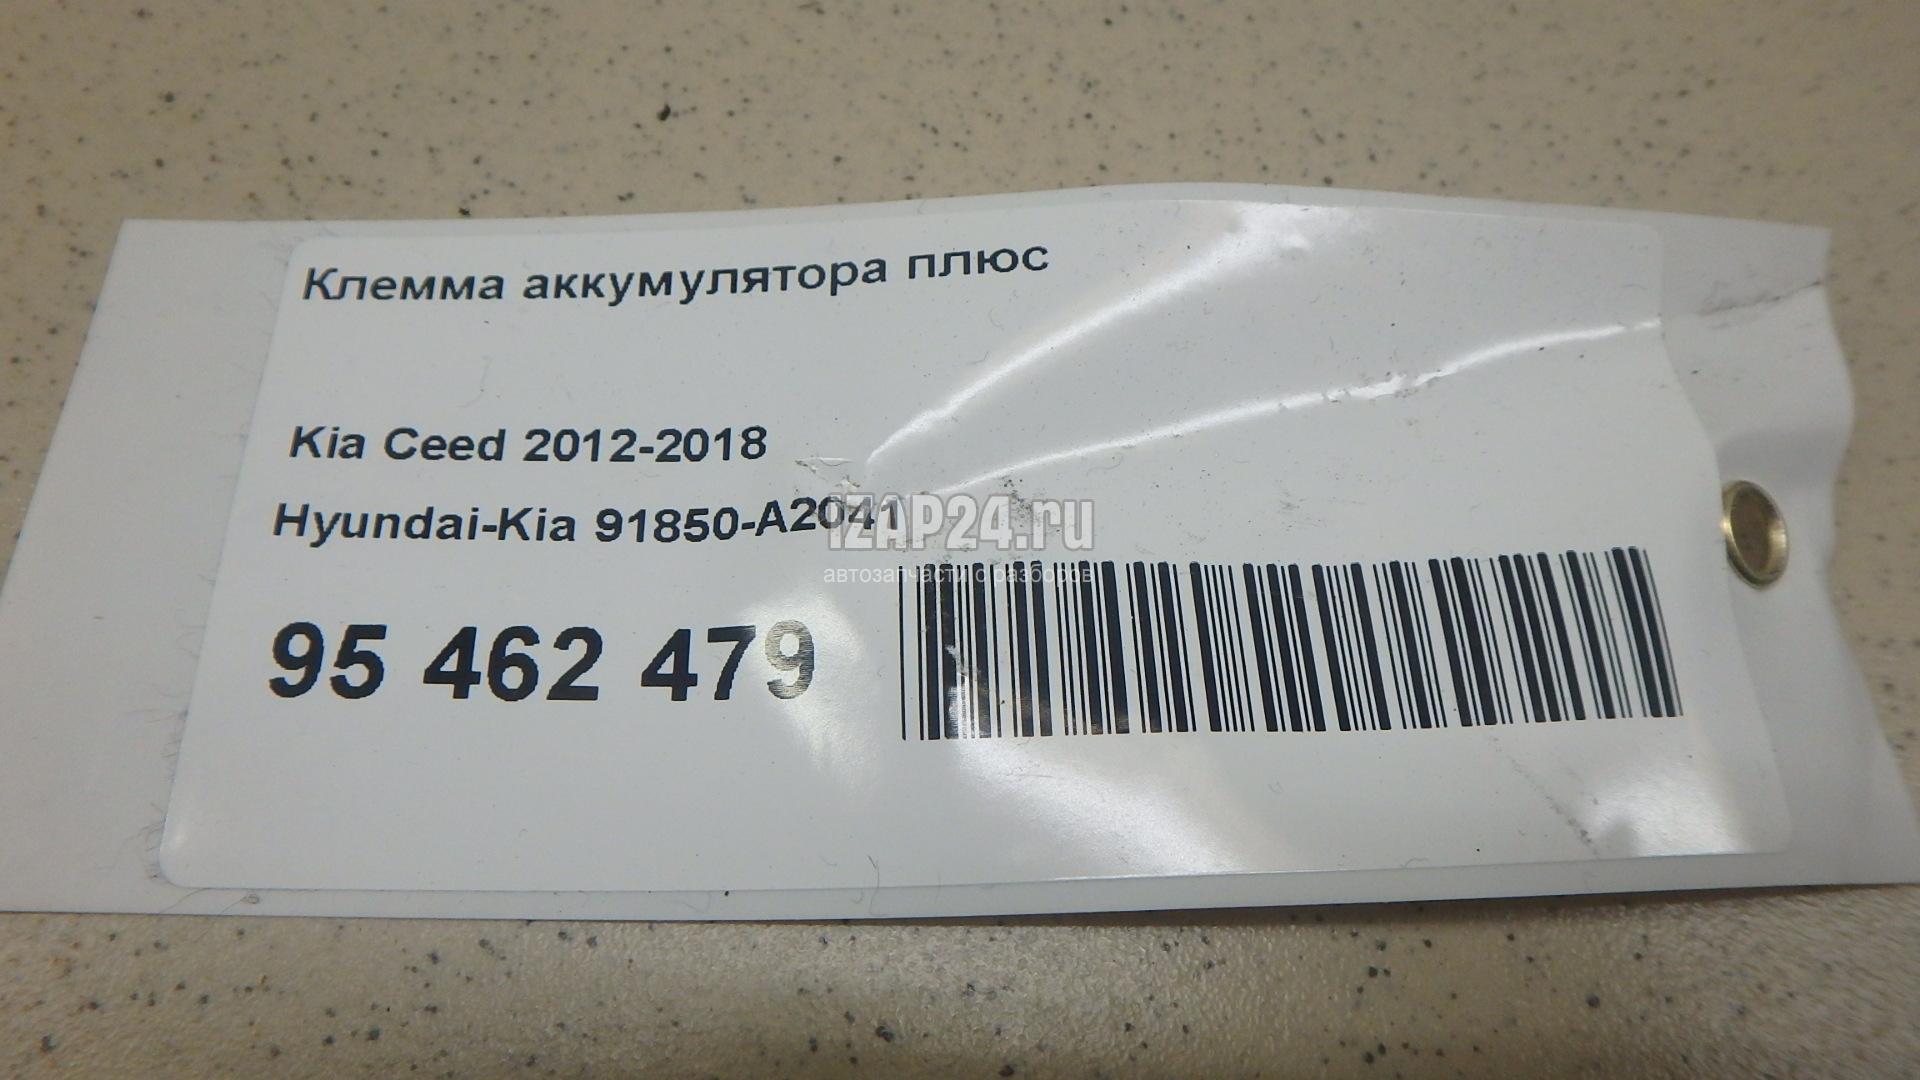 Клемма аккумулятора плюс
Kia Ceed 2012-2018
Hyundai-Kia 91850-A2041
iZAP24.ru
автозапчасти с разборов
95 462 479